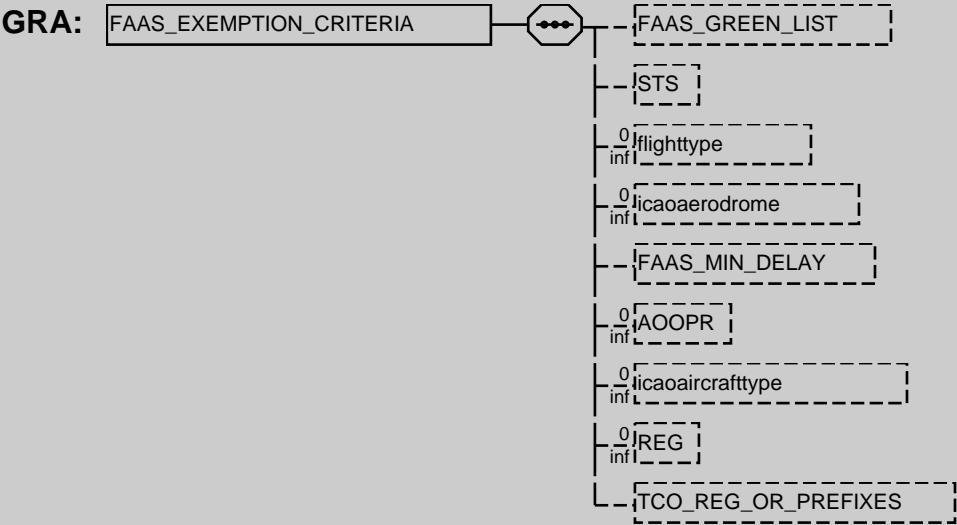 GRA: FAAS_EXEMPTION_CRITERIA FAAS_GREEN_LIST
STS
0
inf flighttype
0
inf icaoaerodrome
FAAS_MIN_DELAY
0
inf AOOPR
0
inf icaoaircrafttype
0
inf REG
TCO_REG_OR_PREFIXES